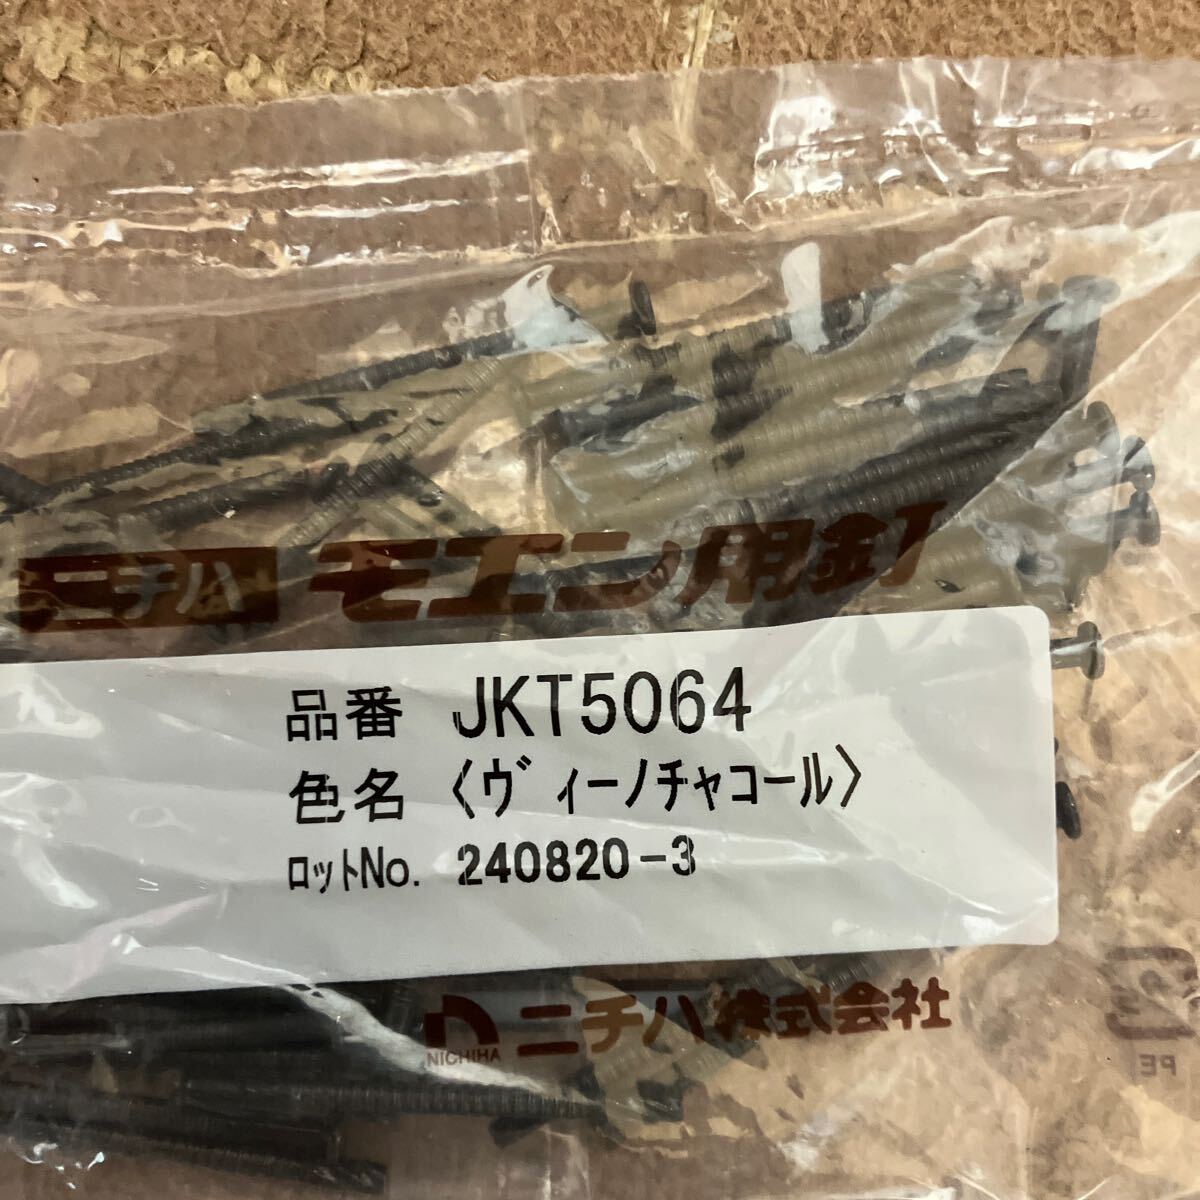 ニチハ モエン用釘
品番 JKT5064
色名 〈ヴィーノチャコール〉
ロットNo. 240820-3
NICHIHA ニチハ株式会社
PE